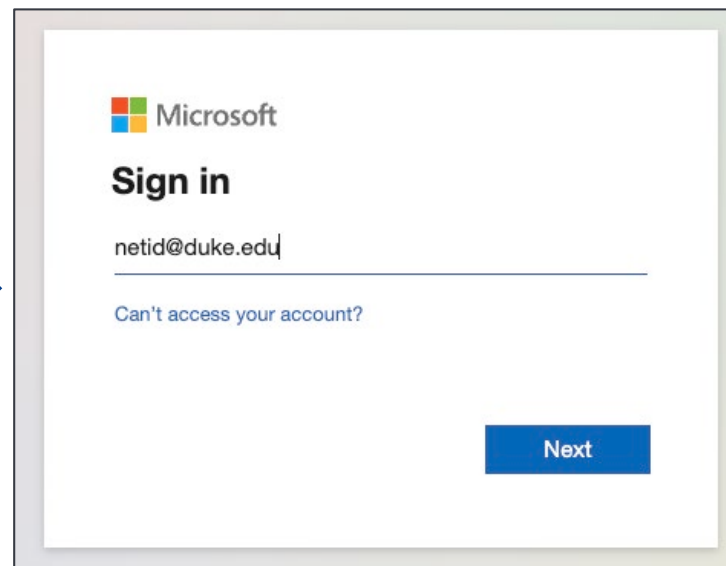 Microsoft
Sign in
netid@duke.edu
Can't access your account?
Next